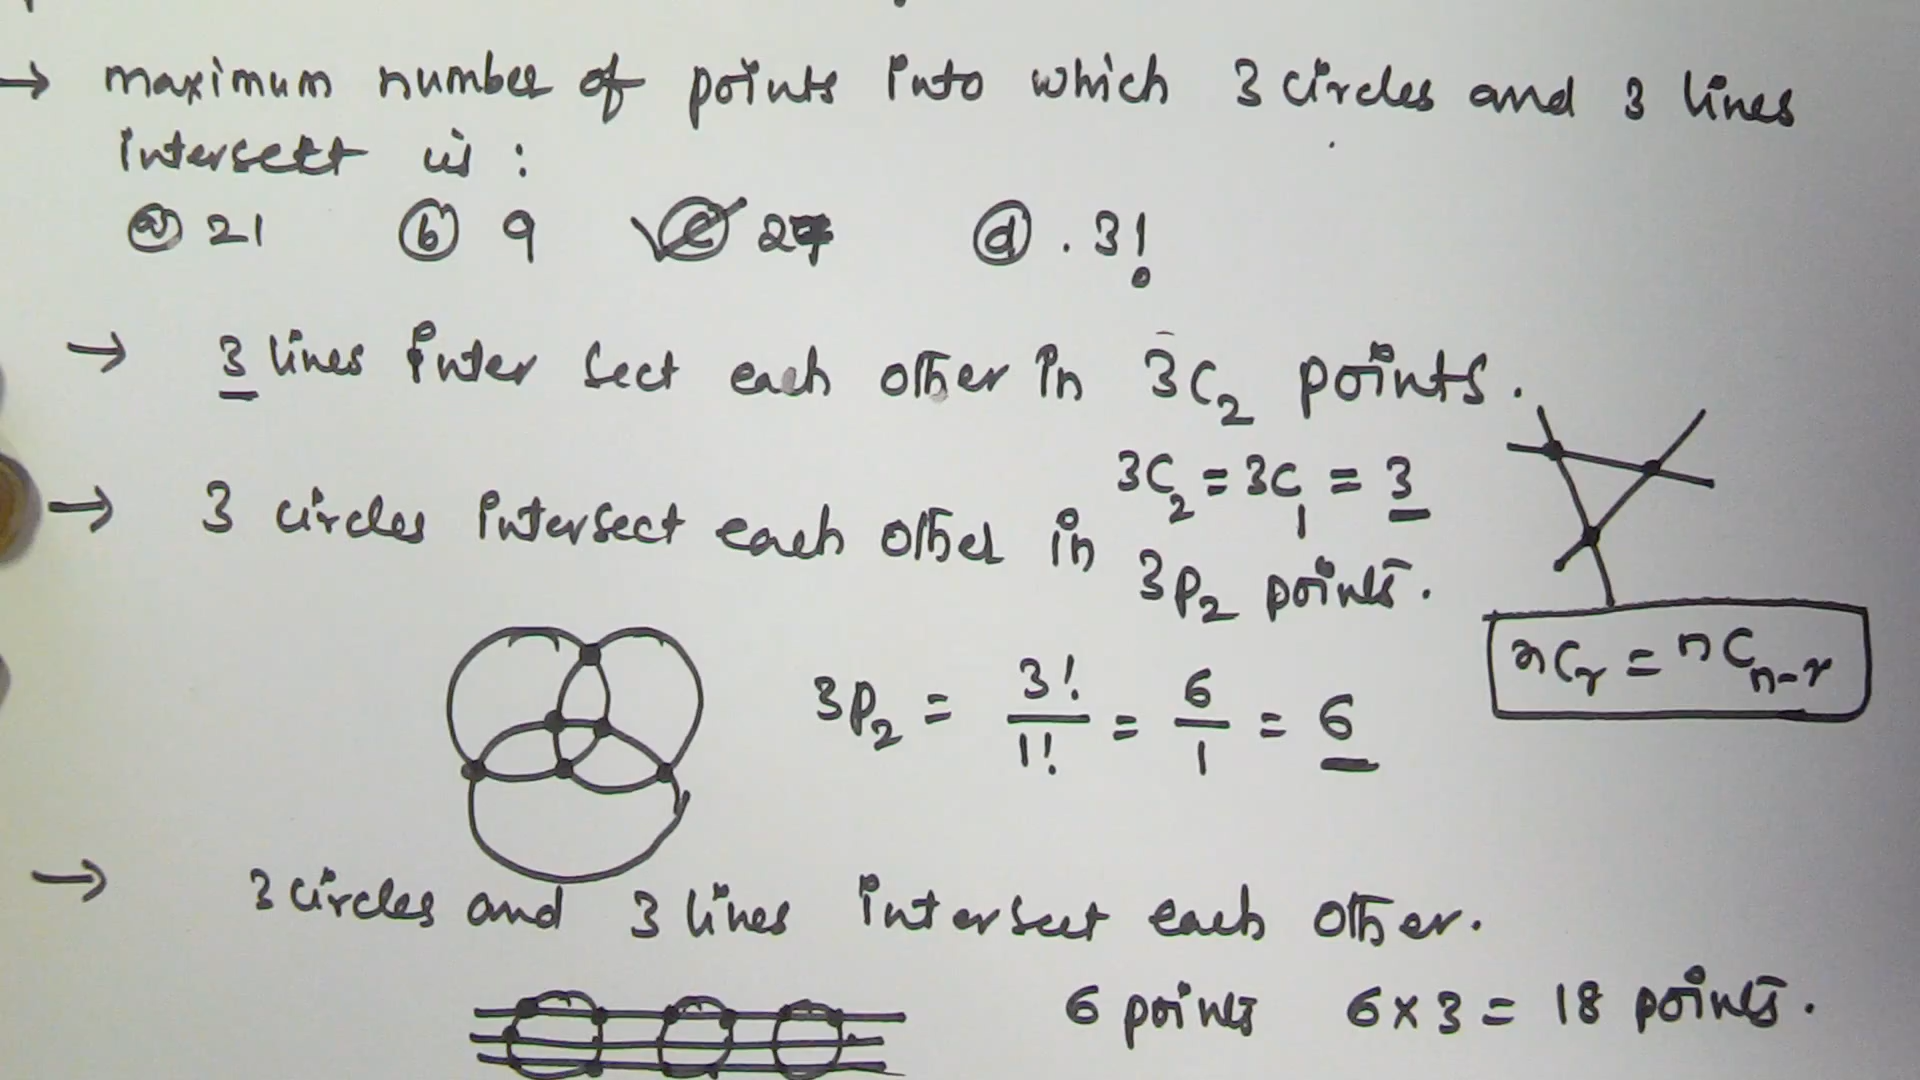 → maximum number of points into which 3 circles and 3 lines
intersect is :
ⓐ 21 ⓑ 9 ✓ⓒ 27 ⓓ . 3!
→ 3 lines inter sect each other in 3C₂ points.
3C₂ = 3C₁ = 3
→ 3 circles intersect each other in
3P₂ points.
nCr = nCn-r
3P₂ = 3!/1! = 6/1 = 6
→ 3 circles and 3 lines intersect each other.
6 points 6×3 = 18 points.